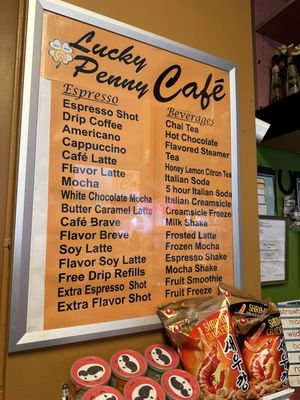 Lucky
Penny
Café
Espresso
Espresso Shot
Drip Coffee
Americano
Cappuccino
Café Latte
Flavor Latte
Mocha
White Chocolate Mocha
Butter Caramel Latte
Café Brave
Flavor Breve
Soy Latte
Flavor Soy Latte
Free Drip Refills
Extra Espresso Shot
Extra Flavor Shot
Beverages
Chai Tea
Hot Chocolate
Flavored Steamer
Tea
Honey Lemon Citron Tea
Italian Soda
5 hour Italian Soda
Italian Creamsicle
Creamsicle Freeze
Milk Shake
Frosted Latte
Frozen Mocha
Espresso Shake
Mocha Shake
Fruit Smoothie
Fruit Freeze
SHRIMP
새우깡